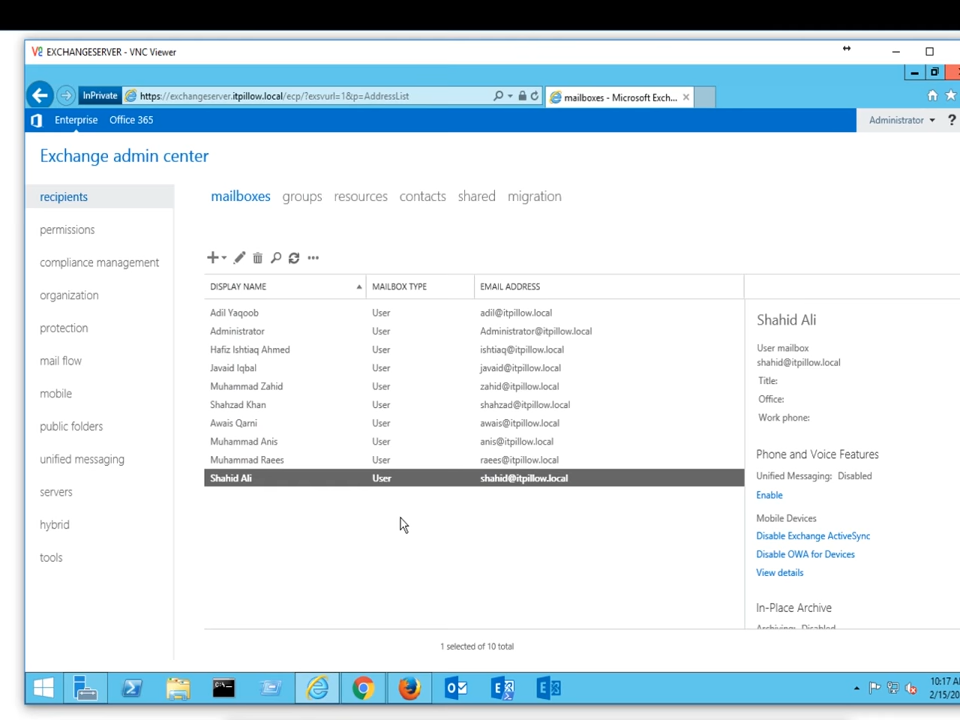 EXCHANGESERVER - VNC Viewer
InPrivate https://exchangeserver.itpillow.local/ecp/?exsvurl=1&p=AddressList mailboxes - Microsoft Exch...
Enterprise Office 365 Administrator ?
Exchange admin center
recipients
permissions
compliance management
organization
protection
mail flow
mobile
public folders
unified messaging
servers
hybrid
tools
mailboxes groups resources contacts shared migration
DISPLAY NAME MAILBOX TYPE EMAIL ADDRESS
Adil Yaqoob User adil@itpillow.local
Administrator User Administrator@itpillow.local
Hafiz Ishtiaq Ahmed User ishtiaq@itpillow.local
Javaid Iqbal User javaid@itpillow.local
Muhammad Zahid User zahid@itpillow.local
Shahzad Khan User shahzad@itpillow.local
Awais Qarni User awais@itpillow.local
Muhammad Anis User anis@itpillow.local
Muhammad Raees User raees@itpillow.local
Shahid Ali User shahid@itpillow.local
1 selected of 10 total
Shahid Ali
User mailbox
shahid@itpillow.local
Title:
Office:
Work phone:
Phone and Voice Features
Unified Messaging: Disabled
Enable
Mobile Devices
Disable Exchange ActiveSync
Disable OWA for Devices
View details
In-Place Archive
Archiving: Disabled
10:17 A
2/15/20